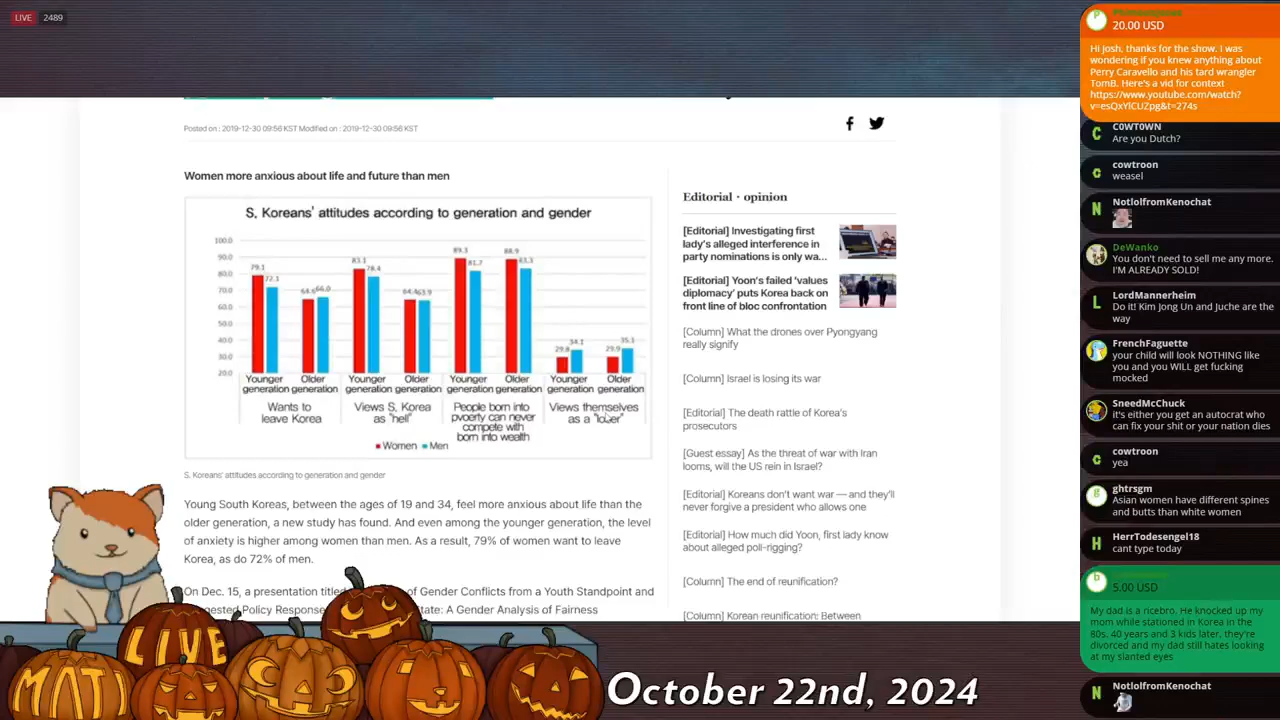 LIVE 2489
Posted on : 2019-12-30 09:56 KST Modified on : 2019-12-30 09:56 KST
Women more anxious about life and future than men
S. Koreans' attitudes according to generation and gender
100.0
90.0
80.0
70.0
60.0
50.0
40.0
30.0
20.0
79.1
72.1
64.6
66.0
83.1
78.4
64.4
63.9
89.3
81.7
88.9
83.3
29.8
34.1
29.9
35.1
Younger generation
Older generation
Younger generation
Older generation
Younger generation
Older generation
Younger generation
Older generation
Wants to
leave Korea
Views S, Korea
as "hell"
People born into
pvoerty can never
compete with
born into wealth
Views themselves
as a "loser"
Women Men
S. Koreans' attitudes according to generation and gender
Young South Koreas, between the ages of 19 and 34, feel more anxious about life than the
older generation, a new study has found. And even among the younger generation, the level
of anxiety is higher among women than men. As a result, 79% of women want to leave
Korea, as do 72% of men.
On Dec. 15, a presentation titled of Gender Conflicts from a Youth Standpoint and
ested Policy Response tate: A Gender Analysis of Fairness
Editorial · opinion
[Editorial] Investigating first
lady's alleged interference in
party nominations is only wa...
[Editorial] Yoon's failed 'values
diplomacy' puts Korea back on
front line of bloc confrontation
[Column] What the drones over Pyongyang
really signify
[Column] Israel is losing its war
[Editorial] The death rattle of Korea's
prosecutors
[Guest essay] As the threat of war with Iran
looms, will the US rein in Israel?
[Editorial] Koreans don't want war — and they'll
never forgive a president who allows one
[Editorial] How much did Yoon, first lady know
about alleged poll-rigging?
[Column] The end of reunification?
[Column] Korean reunification: Between
LIVE
MATI
October 22nd, 2024
P
20.00 USD
Hi Josh, thanks for the show. I was
wondering if you knew anything about
Perry Caravello and his tard wrangler
TomB. Here's a vid for context
https://www.youtube.com/watch?
v=esQxYlCUZpg&t=274s
C
C0WT0WN
Are you Dutch?
c
cowtroon
weasel
N
NotlolfromKenochat
DeWanko
You don't need to sell me any more.
I'M ALREADY SOLD!
L
LordMannerheim
Do it! Kim Jong Un and Juche are the
way
FrenchFaguette
your child will look NOTHING like
you and you WILL get fucking
mocked
SneedMcChuck
it's either you get an autocrat who
can fix your shit or your nation dies
c
cowtroon
yea
g
ghtrsgm
Asian women have different spines
and butts than white women
H
HerrTodesengel18
cant type today
b
5.00 USD
My dad is a ricebro. He knocked up my
mom while stationed in Korea in the
80s. 40 years and 3 kids later, they're
divorced and my dad still hates looking
at my slanted eyes
N
NotlolfromKenochat